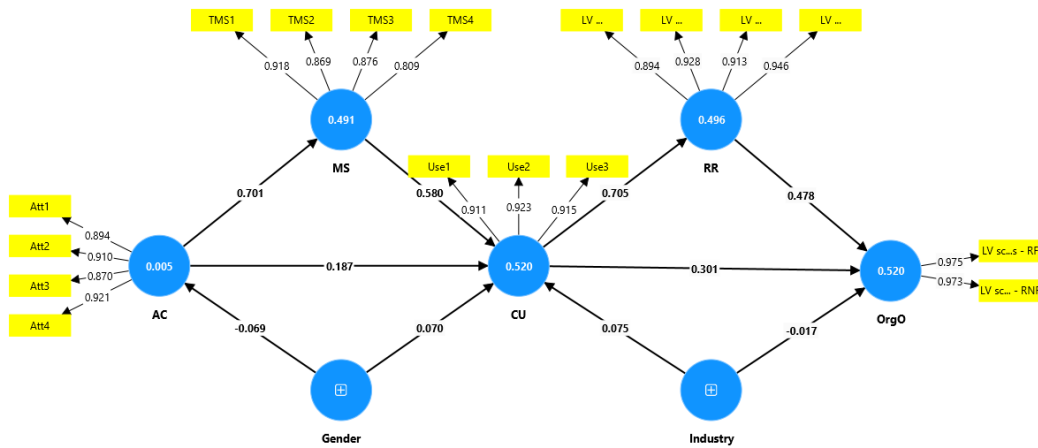 TMS1 TMS2 TMS3 TMS4 LV ... LV ... LV ... LV ...
0.918 0.869 0.876 0.809 0.894 0.928 0.913 0.946
0.491 0.496
MS RR
Use1 Use2 Use3
0.701 0.580 0.911 0.923 0.915 0.705 0.478
Att1
Att2
Att3
Att4
0.894
0.910
0.870
0.921
0.005 0.187 0.520 0.301 0.520
AC CU OrgO
LV sc...s - RF
LV sc... - RNF
0.975
0.973
-0.069 0.070 0.075 -0.017
Gender Industry